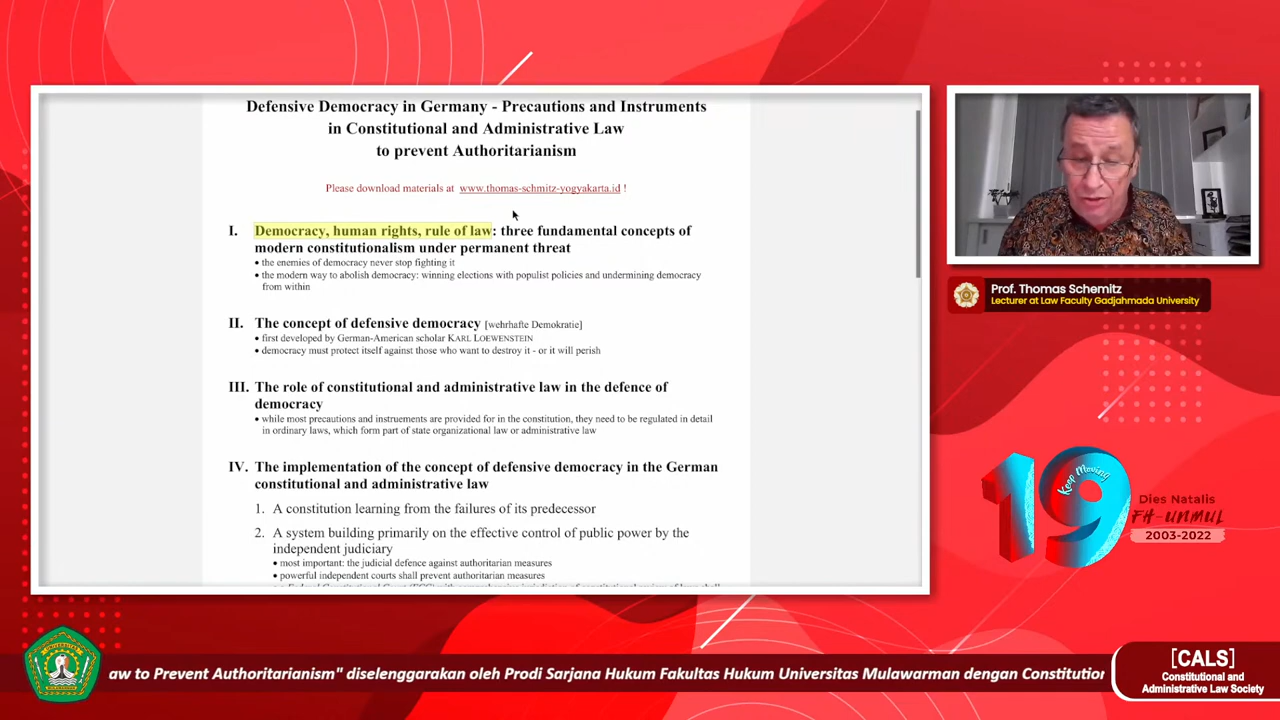 Defensive Democracy in Germany - Precautions and Instruments
in Constitutional and Administrative Law
to prevent Authoritarianism
Please download materials at www.thomas-schmitz-yogyakarta.id !
I. Democracy, human rights, rule of law: three fundamental concepts of
modern constitutionalism under permanent threat
• the enemies of democracy never stop fighting it
• the modern way to abolish democracy: winning elections with populist policies and undermining democracy
from within
II. The concept of defensive democracy [wehrhafte Demokratie]
• first developed by German-American scholar KARL LOEWENSTEIN
• democracy must protect itself against those who want to destroy it - or it will perish
III. The role of constitutional and administrative law in the defence of
democracy
• while most precautions and instruements are provided for in the constitution, they need to be regulated in detail
in ordinary laws, which form part of state organizational law or administrative law
IV. The implementation of the concept of defensive democracy in the German
constitutional and administrative law
1. A constitution learning from the failures of its predecessor
2. A system building primarily on the effective control of public power by the
independent judiciary
• most important: the judicial defence against authoritarian measures
• powerful independent courts shall prevent authoritarian measures
Prof. Thomas Schemitz
Lecturer at Law Faculty Gadjahmada University
19
Keep Moving
Dies Natalis
FH-UNMUL
2003-2022
aw to Prevent Authoritarianism" diselenggarakan oleh Prodi Sarjana Hukum Fakultas Hukum Universitas Mulawarman dengan Constitution
[CALS]
Constitutional and
Administrative Law Society